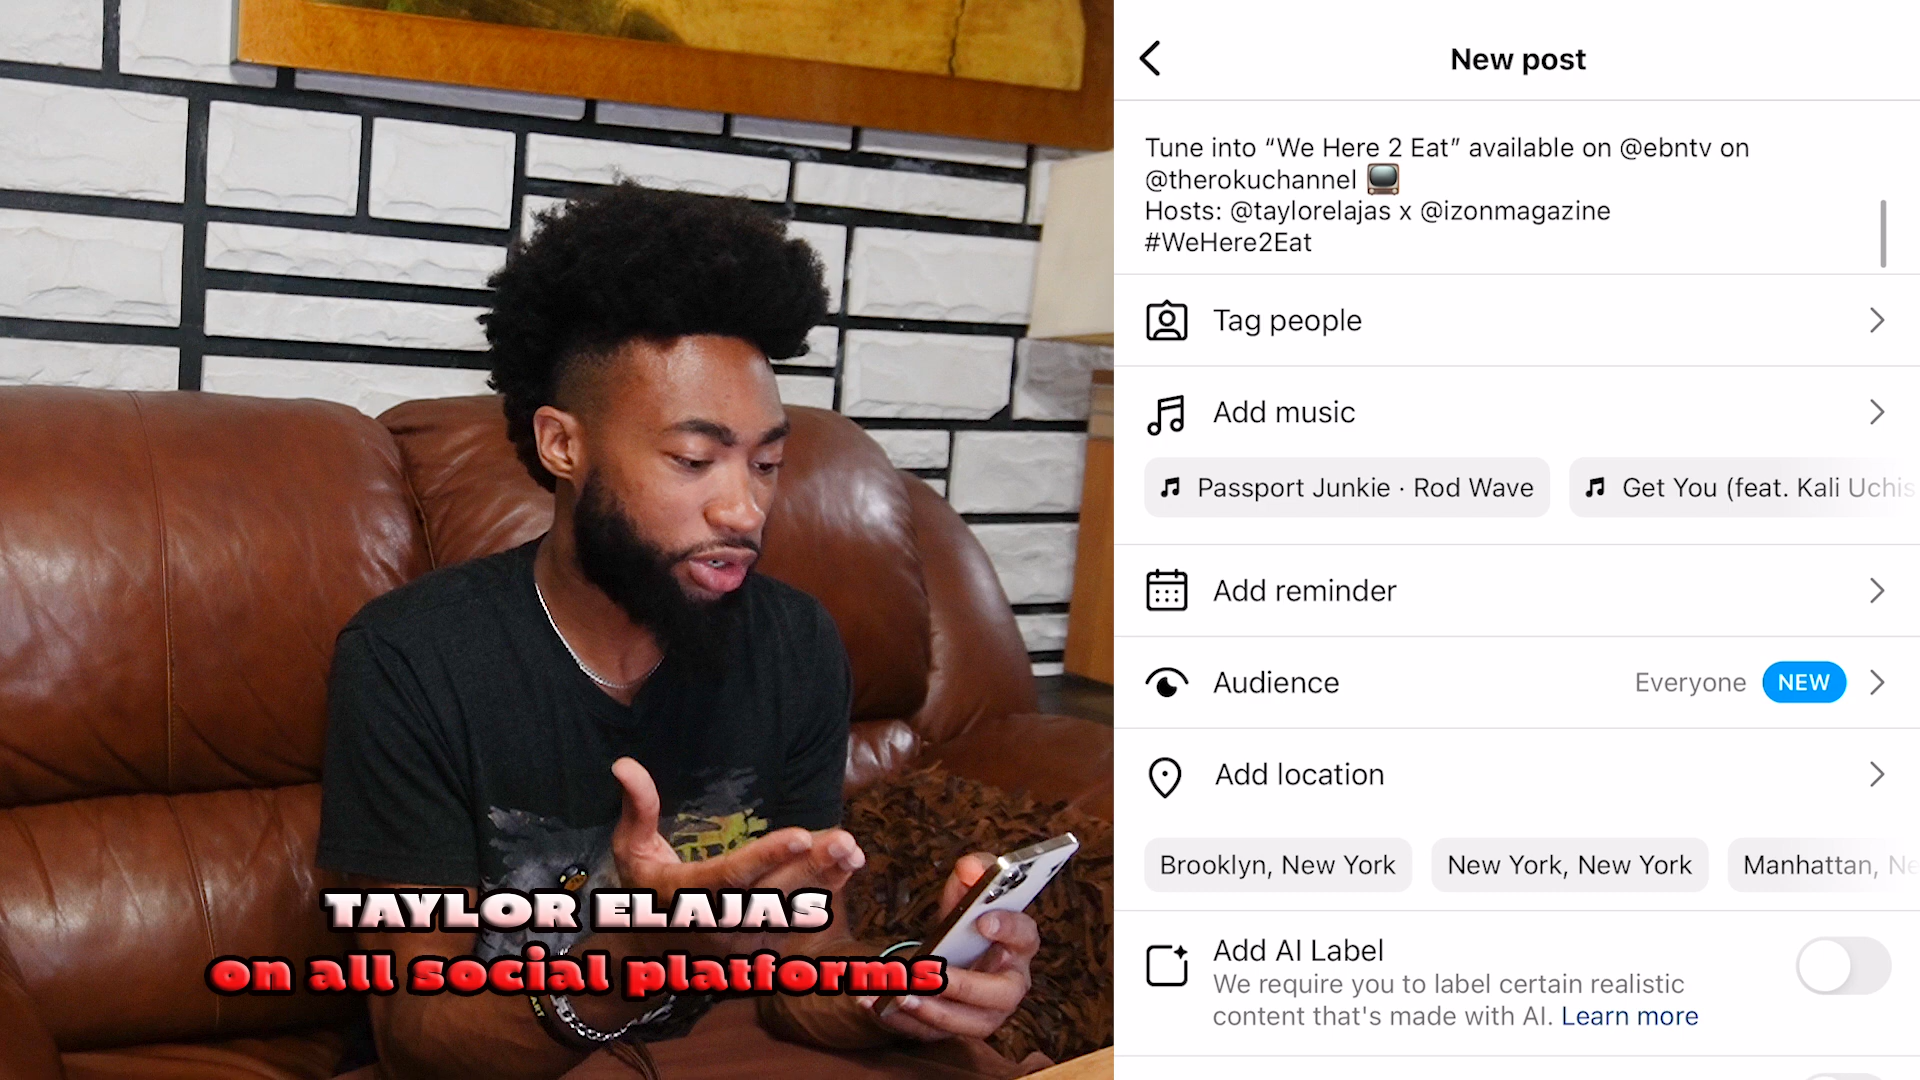 TAYLOR ELAJAS
on all social platforms
New post
Tune into “We Here 2 Eat” available on @ebntv on
@therokuchannel 📺
Hosts: @taylorelajas x @izonmagazine
#WeHere2Eat
Tag people
Add music
Passport Junkie · Rod Wave
Get You (feat. Kali Uchis
Add reminder
Audience
Everyone
NEW
Add location
Brooklyn, New York
New York, New York
Manhattan, Ne
Add AI Label
We require you to label certain realistic
content that's made with AI. Learn more